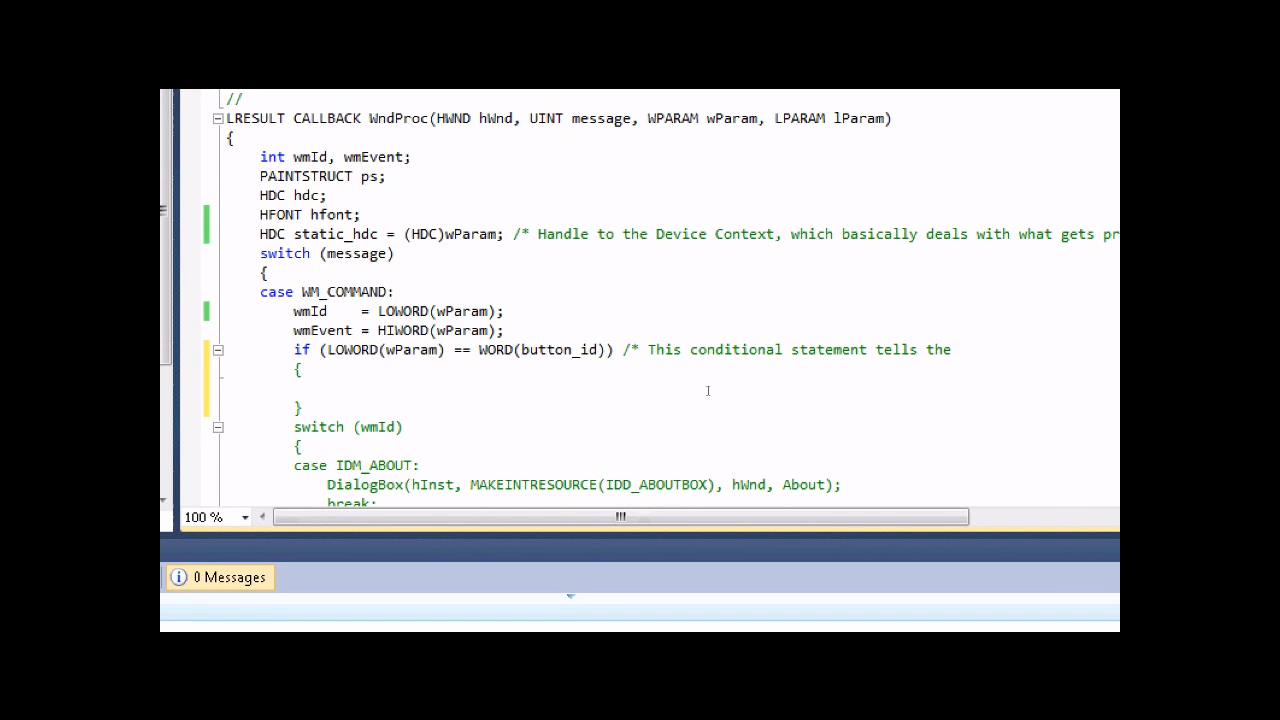 //
LRESULT CALLBACK WndProc(HWND hWnd, UINT message, WPARAM wParam, LPARAM lParam)
{
int wmId, wmEvent;
PAINTSTRUCT ps;
HDC hdc;
HFONT hfont;
HDC static_hdc = (HDC)wParam; /* Handle to the Device Context, which basically deals with what gets pr
switch (message)
{
case WM_COMMAND:
wmId    = LOWORD(wParam);
wmEvent = HIWORD(wParam);
if (LOWORD(wParam) == WORD(button_id)) /* This conditional statement tells the
{
}
switch (wmId)
{
case IDM_ABOUT:
DialogBox(hInst, MAKEINTRESOURCE(IDD_ABOUTBOX), hWnd, About);
break;
100 %
0 Messages